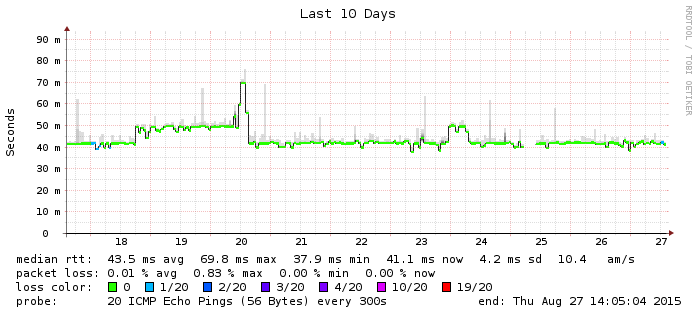 Last 10 Days
RRDTOOL / TOBI OETIKER
Seconds
90 m
80 m
70 m
60 m
50 m
40 m
30 m
20 m
10 m
0
18 19 20 21 22 23 24 25 26 27
median rtt: 43.5 ms avg 69.8 ms max 37.9 ms min 41.1 ms now 4.2 ms sd 10.4 am/s
packet loss: 0.01 % avg 0.83 % max 0.00 % min 0.00 % now
loss color: 0 1/20 2/20 3/20 4/20 10/20 19/20
probe: 20 ICMP Echo Pings (56 Bytes) every 300s end: Thu Aug 27 14:05:04 2015